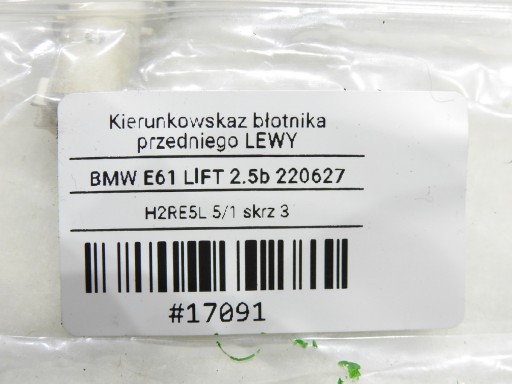 Kierunkowskaz błotnika
przedniego LEWY
BMW E61 LIFT 2.5b 220627
H2RE5L 5/1 skrz 3
#17091